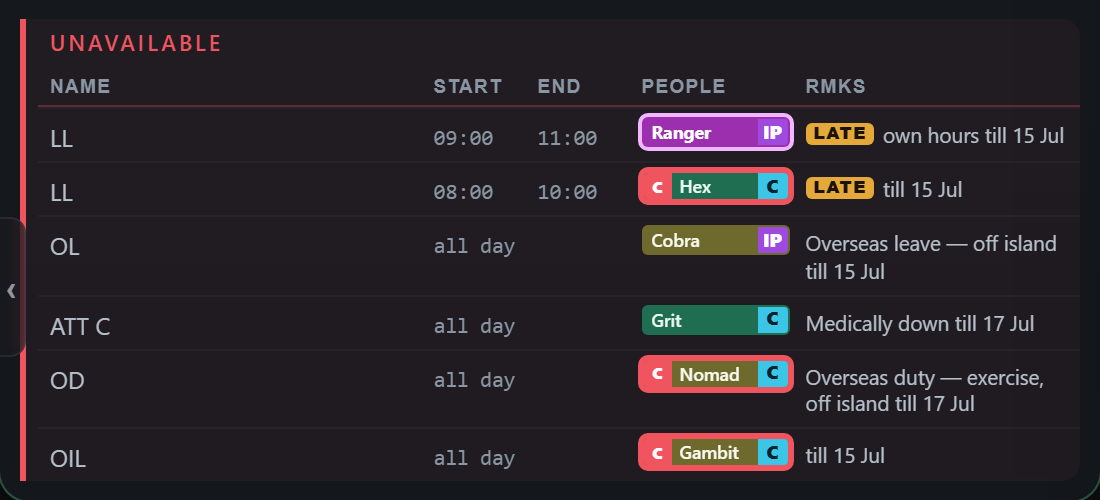 UNAVAILABLE
NAME START END PEOPLE RMKS
LL 09:00 11:00 Ranger IP LATE own hours till 15 Jul
LL 08:00 10:00 C Hex C LATE till 15 Jul
OL all day Cobra IP Overseas leave — off island
till 15 Jul
ATT C all day Grit C Medically down till 17 Jul
OD all day C Nomad C Overseas duty — exercise,
off island till 17 Jul
OIL all day C Gambit C till 15 Jul